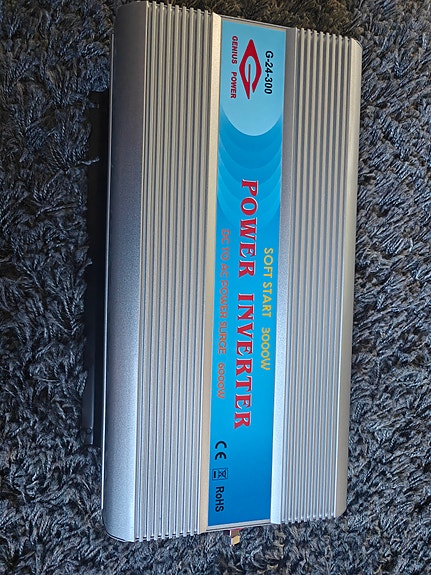 G-24-300
GENIUS POWER
SOFT START 3000W
POWER INVERTER
DC TO AC POWER SURGE 6000W
CE
RoHS